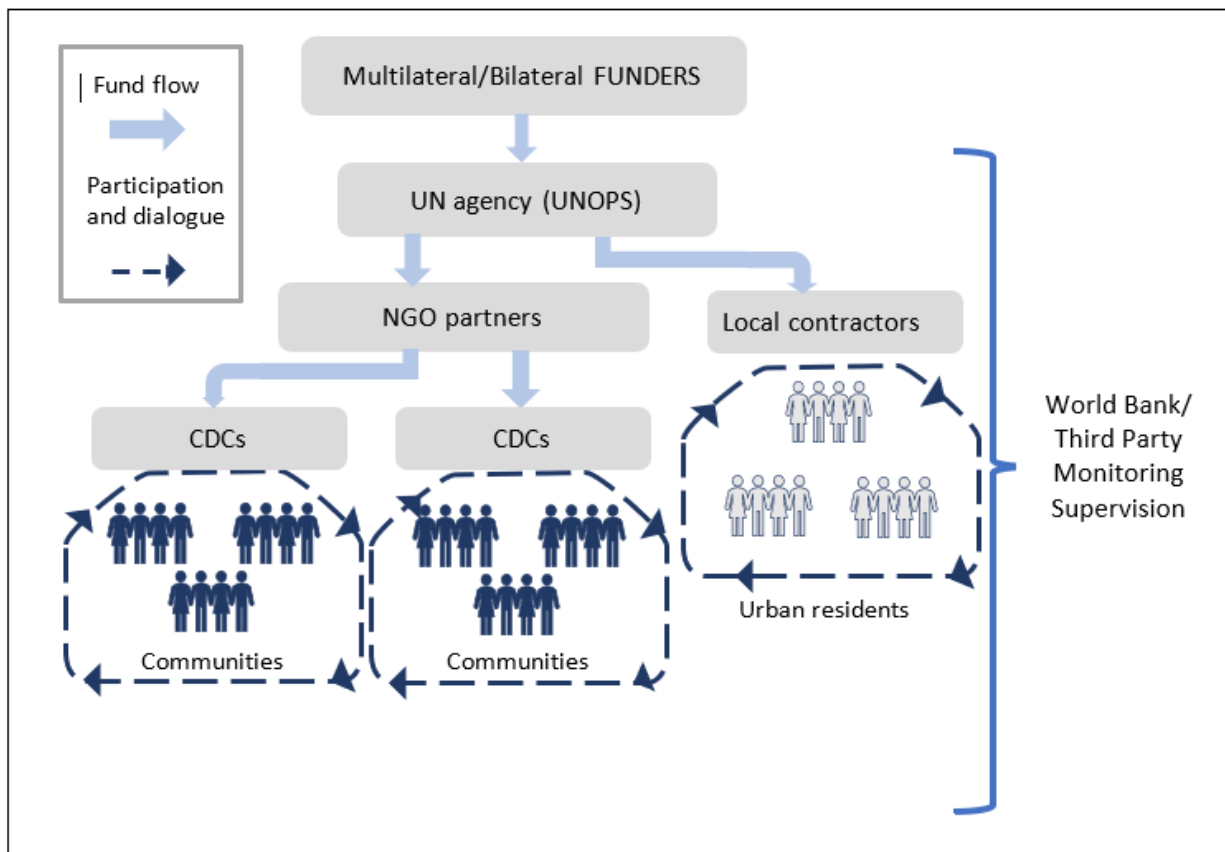 Fund flow
Participation
and dialogue
Multilateral/Bilateral FUNDERS
UN agency (UNOPS)
NGO partners
Local contractors
CDCs
CDCs
Communities
Communities
Urban residents
World Bank/
Third Party
Monitoring
Supervision